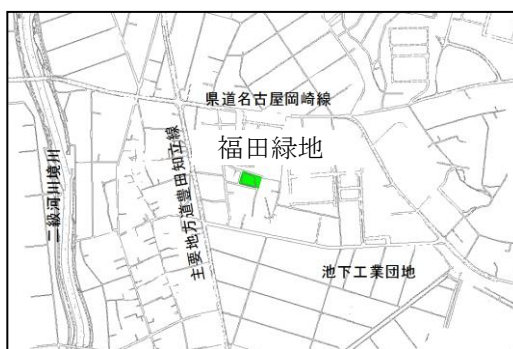 県道名古屋岡崎線
福田緑地
主要地方道豊田知立線
二級河川境川
池下工業団地